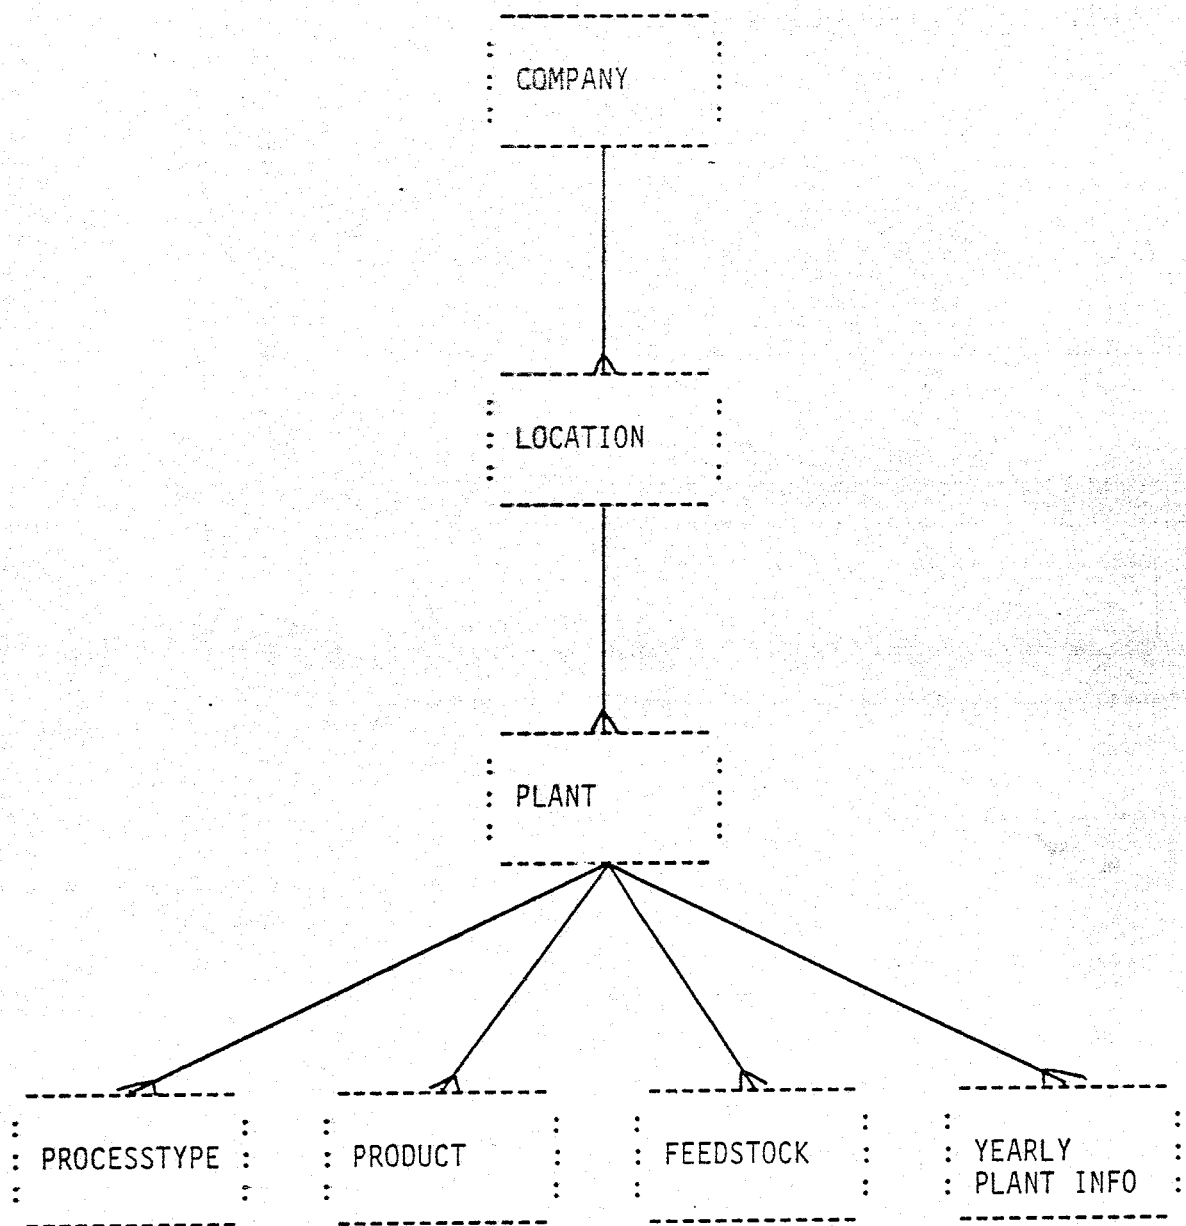 COMPANY
LOCATION
PLANT
PROCESSTYPE
PRODUCT
FEEDSTOCK
YEARLY
PLANT INFO